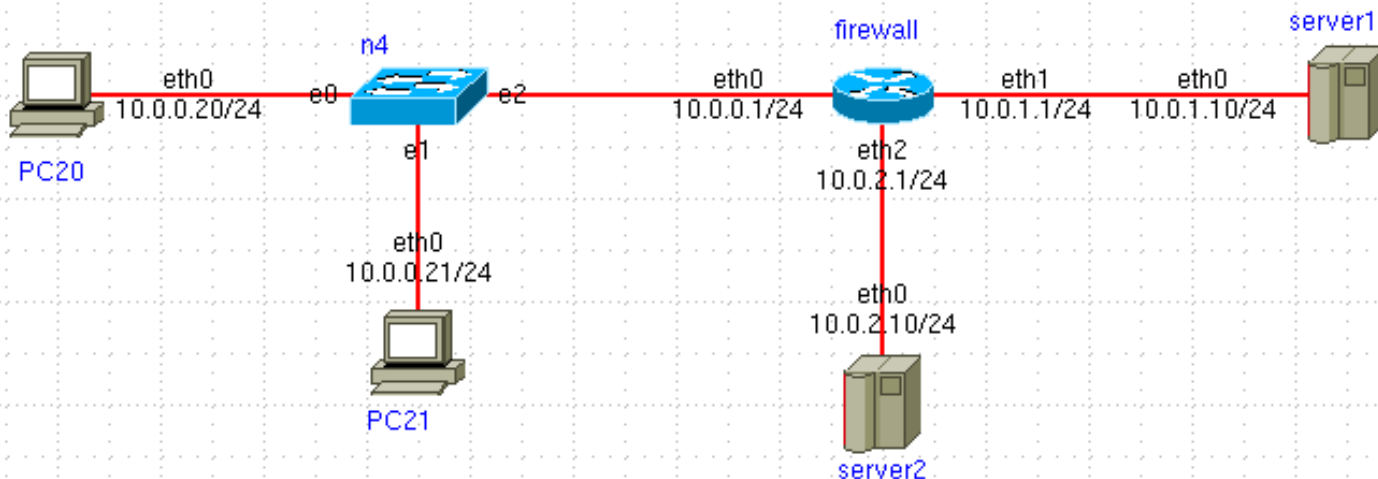 server1
firewall
n4
eth0
10.0.0.20/24
e0
e2
eth0
10.0.0.1/24
eth1
10.0.1.1/24
eth0
10.0.1.10/24
PC20
e1
eth2
10.0.2.1/24
eth0
10.0.0.21/24
eth0
10.0.2.10/24
PC21
server2